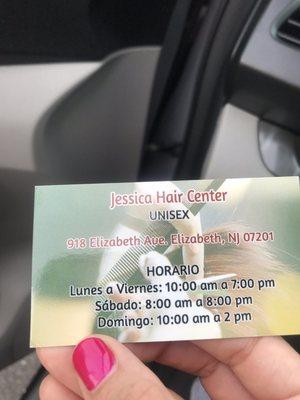 Jessica Hair Center
UNISEX
918 Elizabeth Ave. Elizabeth, NJ 07201
HORARIO
Lunes a Viernes: 10:00 am a 7:00 pm
Sábado: 8:00 am a 8:00 pm
Domingo: 10:00 am a 2 pm